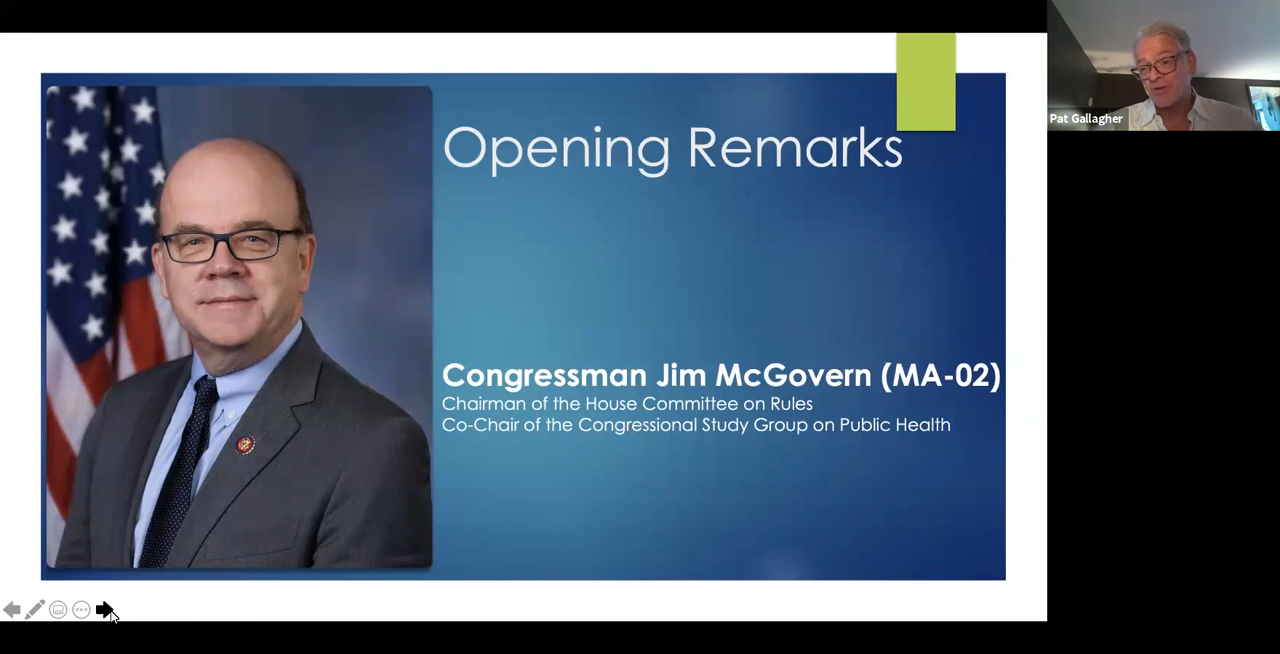 Opening Remarks
Congressman Jim McGovern (MA-02)
Chairman of the House Committee on Rules
Co-Chair of the Congressional Study Group on Public Health
Pat Gallagher